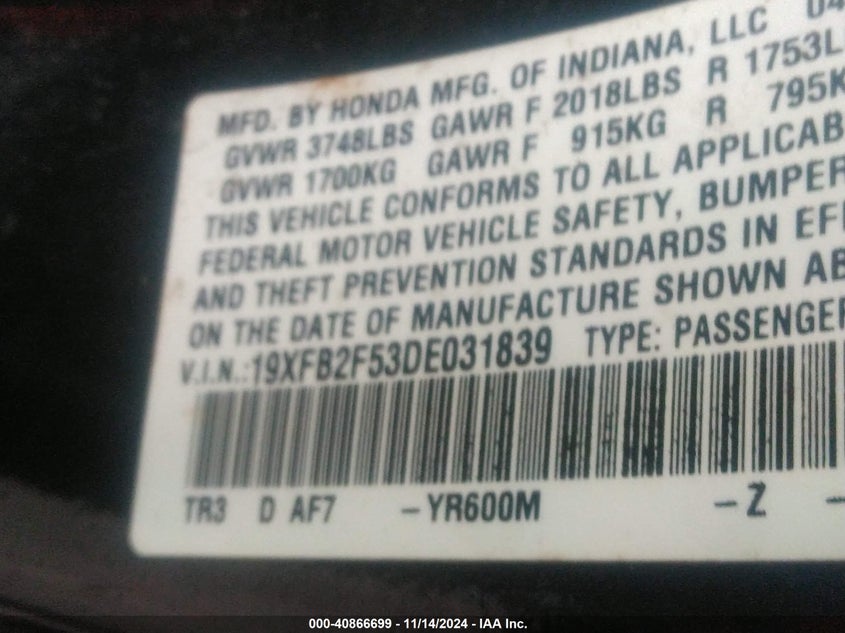 MFD. BY HONDA MFG. OF INDIANA, LLC 04
GVWR 3748LBS GAWR F 2018LBS R 1753L
GVWR 1700KG GAWR F 915KG R 795K
THIS VEHICLE CONFORMS TO ALL APPLICAB
FEDERAL MOTOR VEHICLE SAFETY, BUMPER
AND THEFT PREVENTION STANDARDS IN EFF
ON THE DATE OF MANUFACTURE SHOWN AB
V.I.N.:19XFB2F53DE031839 TYPE: PASSENGER
TR3 D AF7 -YR600M -Z -
000-40866699 | 11/14/2024 - IAA Inc.